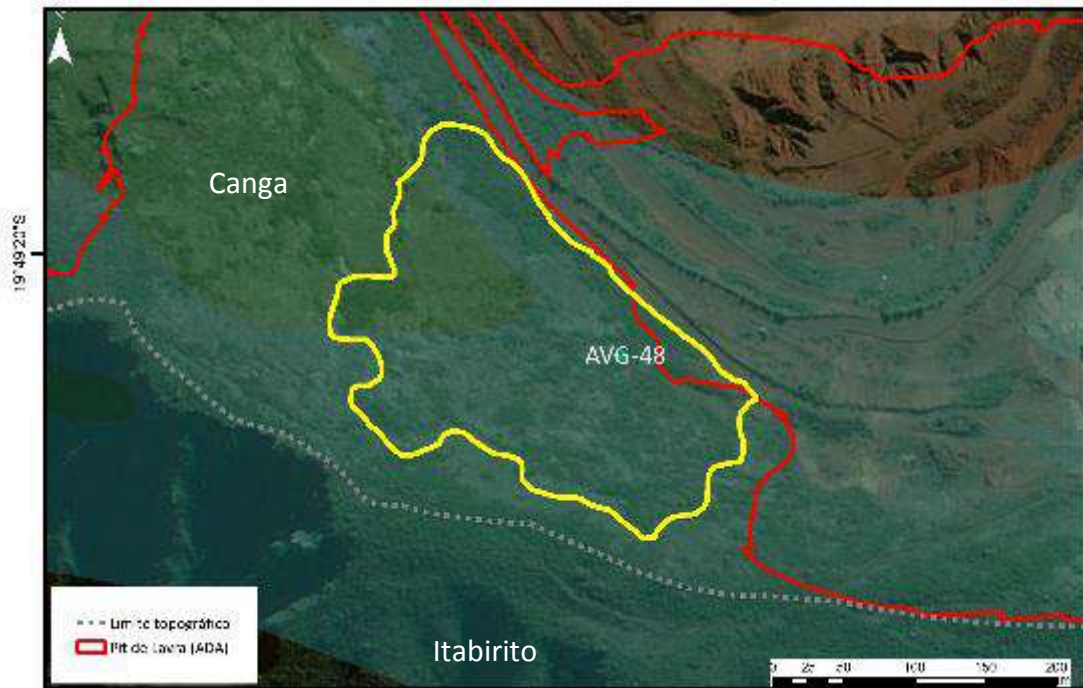 Canga
19°49'20"S
AVG-48
Limite topográfico
Pit de Lavra (ADA)
Itabirito
0 25 50 100 150 200
m